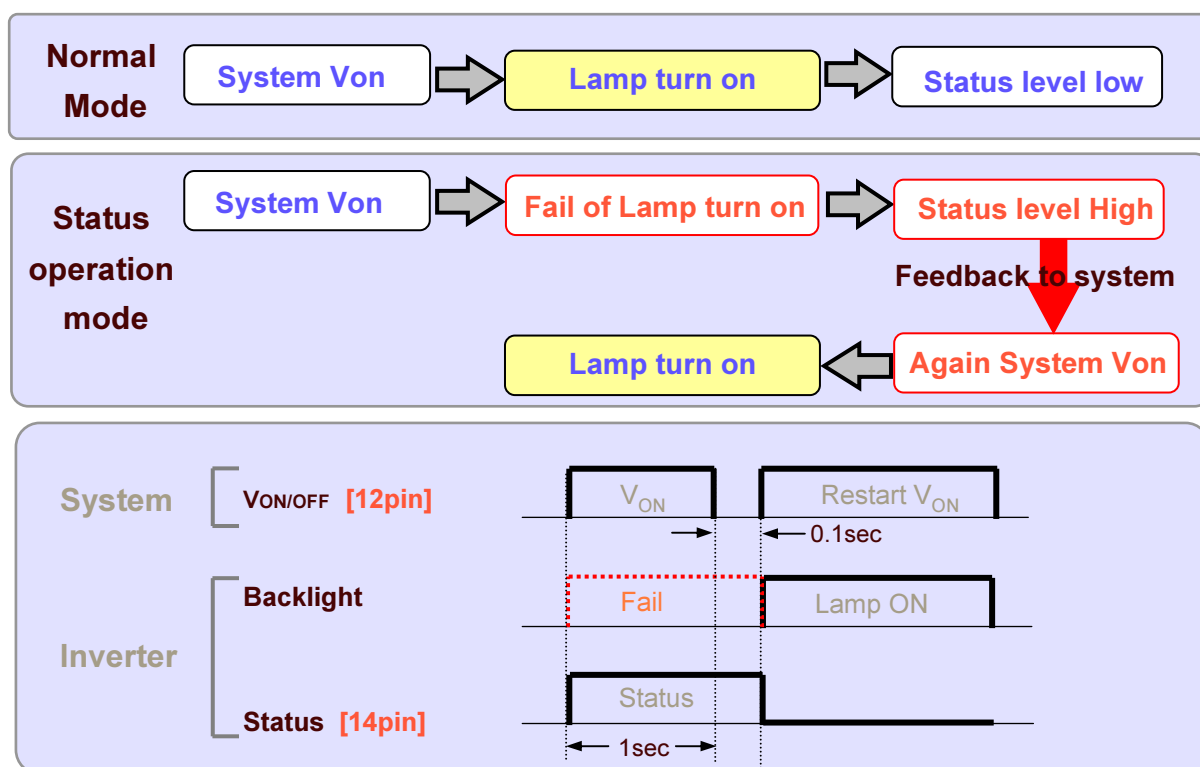 Normal
Mode
System Von
Lamp turn on
Status level low
Status
operation
mode
System Von
Fail of Lamp turn on
Status level High
Feedback to system
Lamp turn on
Again System Von
System
VON/OFF [12pin]
VON
Restart VON
0.1sec
Inverter
Backlight
Fail
Lamp ON
Status [14pin]
Status
1sec